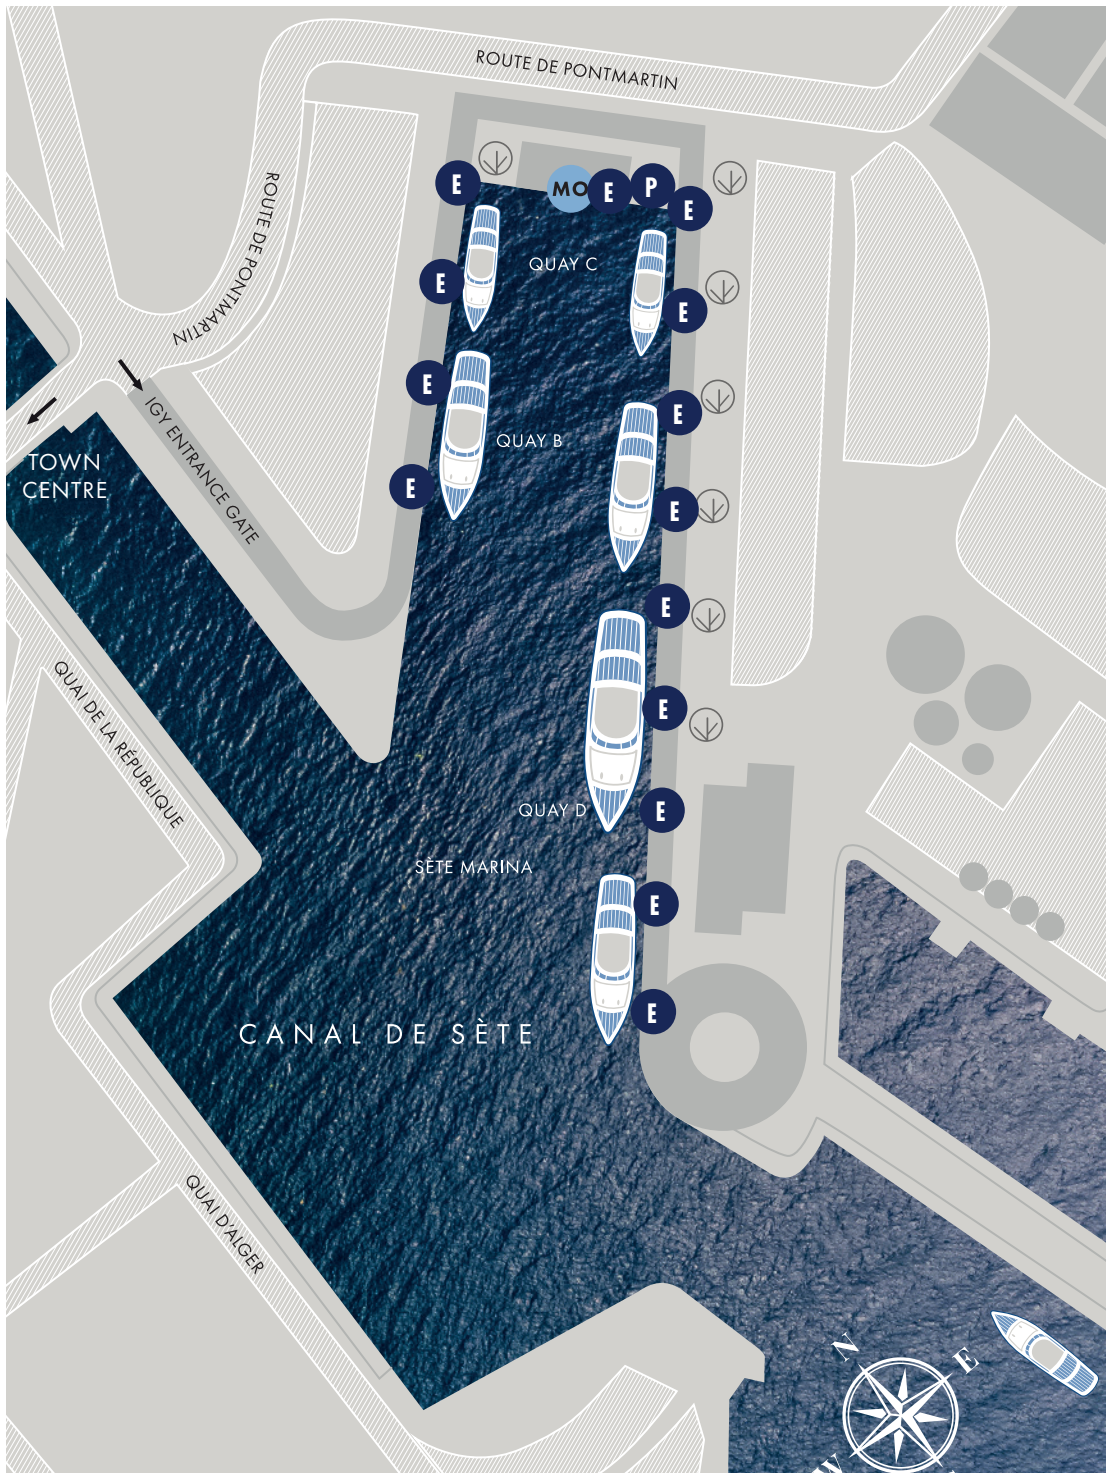 ROUTE DE PONTMARTIN
E
MO
E
P
E
ROUTE DE PONTMARTIN
QUAY C
E
E
E
E
IGY ENTRANCE GATE
QUAY B
TOWN
CENTRE
E
E
E
QUAI DE LA RÉPUBLIQUE
E
QUAY D
E
SÈTE MARINA
E
CANAL DE SÈTE
E
QUAI D'ALGER
N
E
W